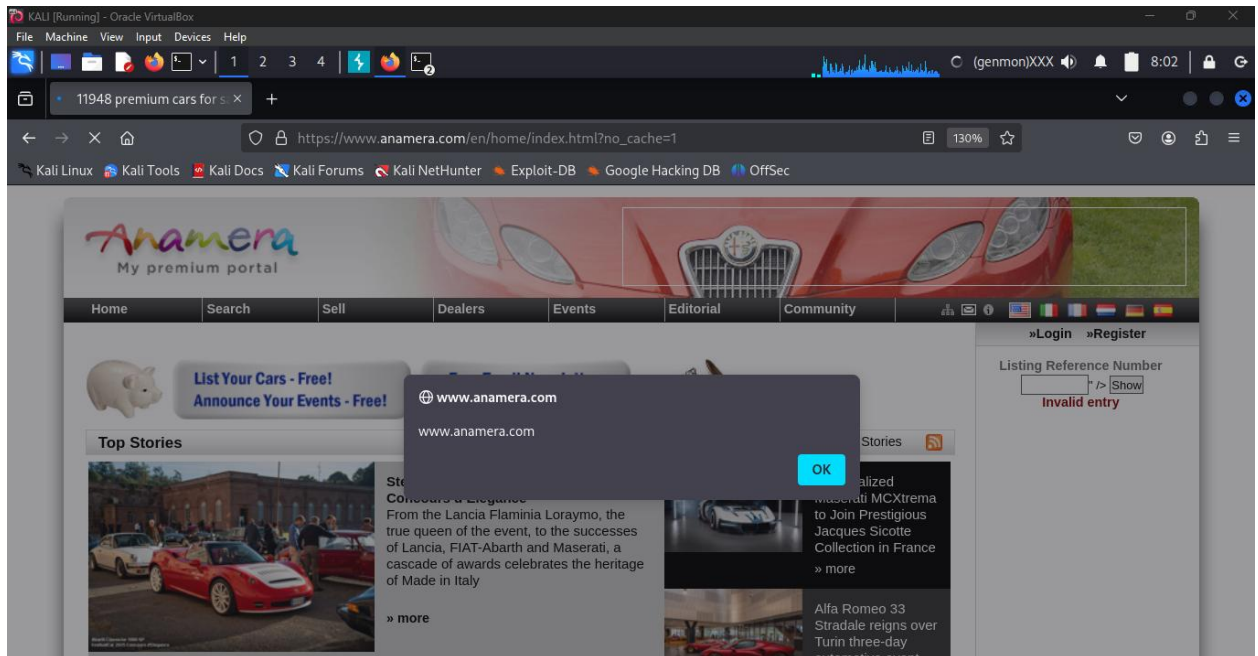 KALI [Running] - Oracle VirtualBox
File Machine View Input Devices Help
1 2 3 4
2
(genmon)XXX
8:02
11948 premium cars for s
https://www.anamera.com/en/home/index.html?no_cache=1
130%
Kali Linux Kali Tools Kali Docs Kali Forums Kali NetHunter Exploit-DB Google Hacking DB OffSec
Anamera
My premium portal
Home Search Sell Dealers Events Editorial Community
»Login »Register
List Your Cars - Free!
Announce Your Events - Free!
Listing Reference Number
" /> Show
Invalid entry
www.anamera.com
www.anamera.com
OK
Top Stories
Stories
From the Lancia Flaminia Loraymo, the
true queen of the event, to the successes
of Lancia, FIAT-Abarth and Maserati, a
cascade of awards celebrates the heritage
of Made in Italy
» more
Maserati MCXtrema
to Join Prestigious
Jacques Sicotte
Collection in France
» more
Alfa Romeo 33
Stradale reigns over
Turin three-day